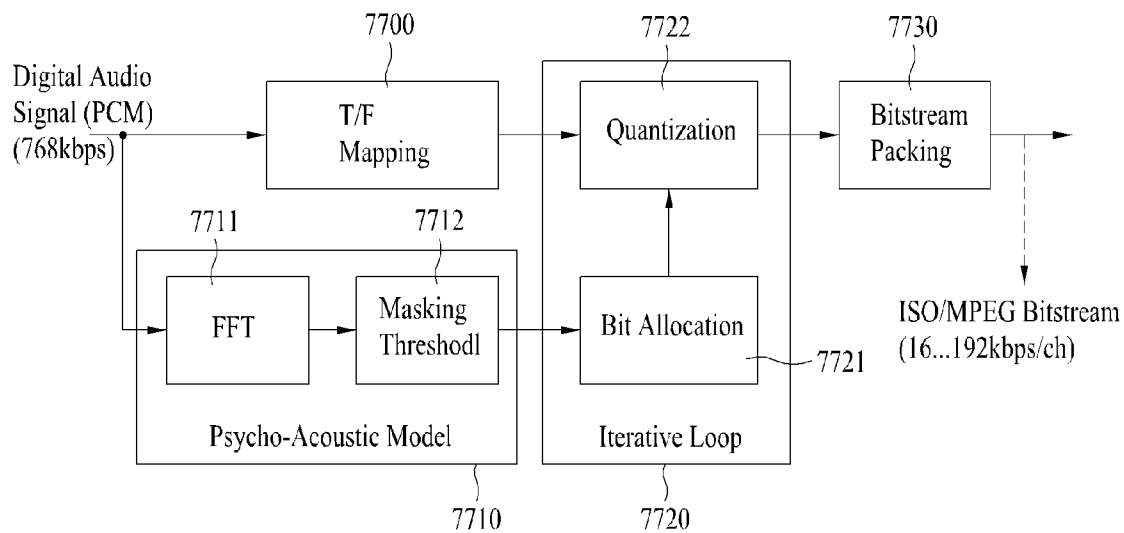 7700
7722
7730
Digital Audio
Signal (PCM)
(768kbps)
T/F
Mapping
Quantization
Bitstream
Packing
7711
7712
FFT
Masking
Threshodl
Bit Allocation
7721
ISO/MPEG Bitstream
(16...192kbps/ch)
Psycho-Acoustic Model
Iterative Loop
7710
7720